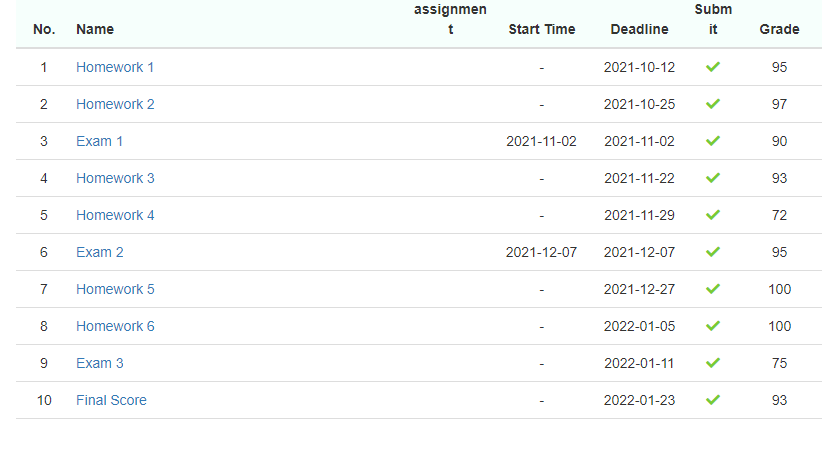 assignmen Subm
No. Name t Start Time Deadline it Grade
1 Homework 1 - 2021-10-12 95
2 Homework 2 - 2021-10-25 97
3 Exam 1 2021-11-02 2021-11-02 90
4 Homework 3 - 2021-11-22 93
5 Homework 4 - 2021-11-29 72
6 Exam 2 2021-12-07 2021-12-07 95
7 Homework 5 - 2021-12-27 100
8 Homework 6 - 2022-01-05 100
9 Exam 3 - 2022-01-11 75
10 Final Score - 2022-01-23 93